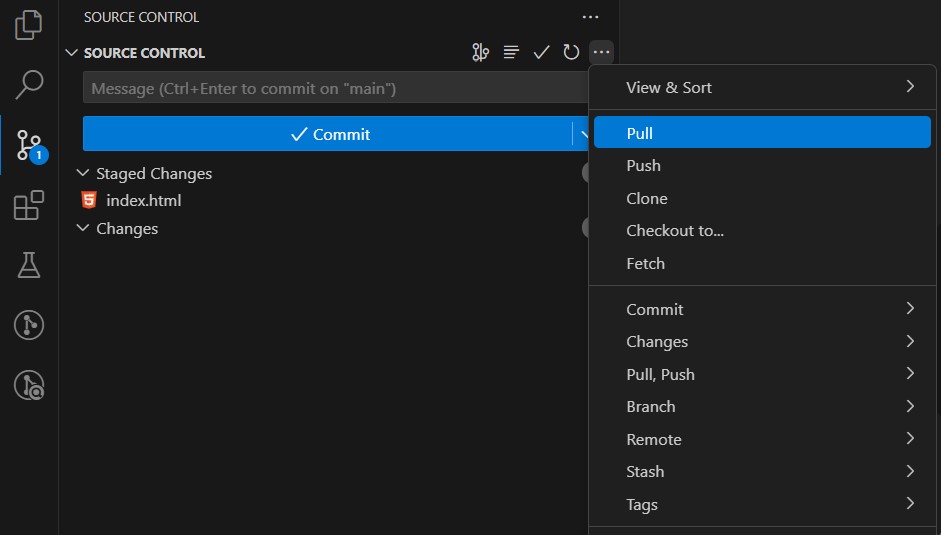 SOURCE CONTROL
SOURCE CONTROL
Message (Ctrl+Enter to commit on "main")
Commit
Staged Changes
index.html
Changes
1
View & Sort
Pull
Push
Clone
Checkout to...
Fetch
Commit
Changes
Pull, Push
Branch
Remote
Stash
Tags